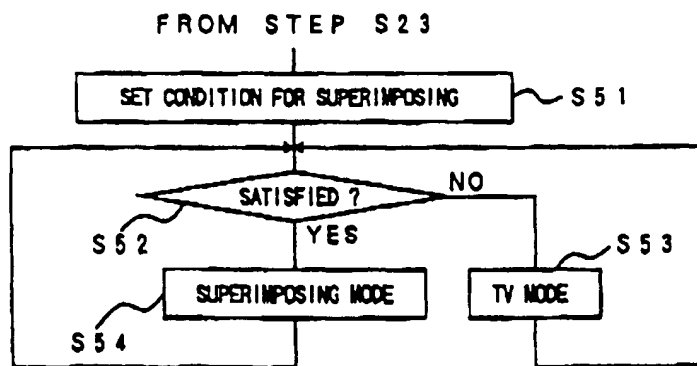 FROM STEP S23
SET CONDITION FOR SUPERIMPOSING
S51
SATISFIED ?
NO
S52
YES
S53
SUPERIMPOSING MODE
TV MODE
S54